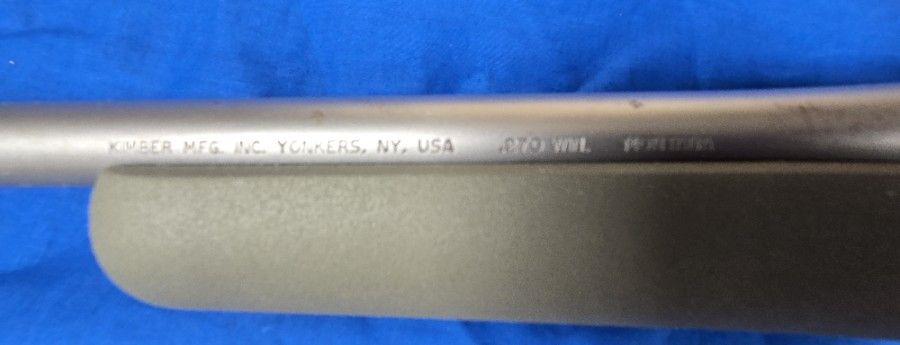 KIMBER MFG. INC. YONKERS, NY, USA .270 WIN.